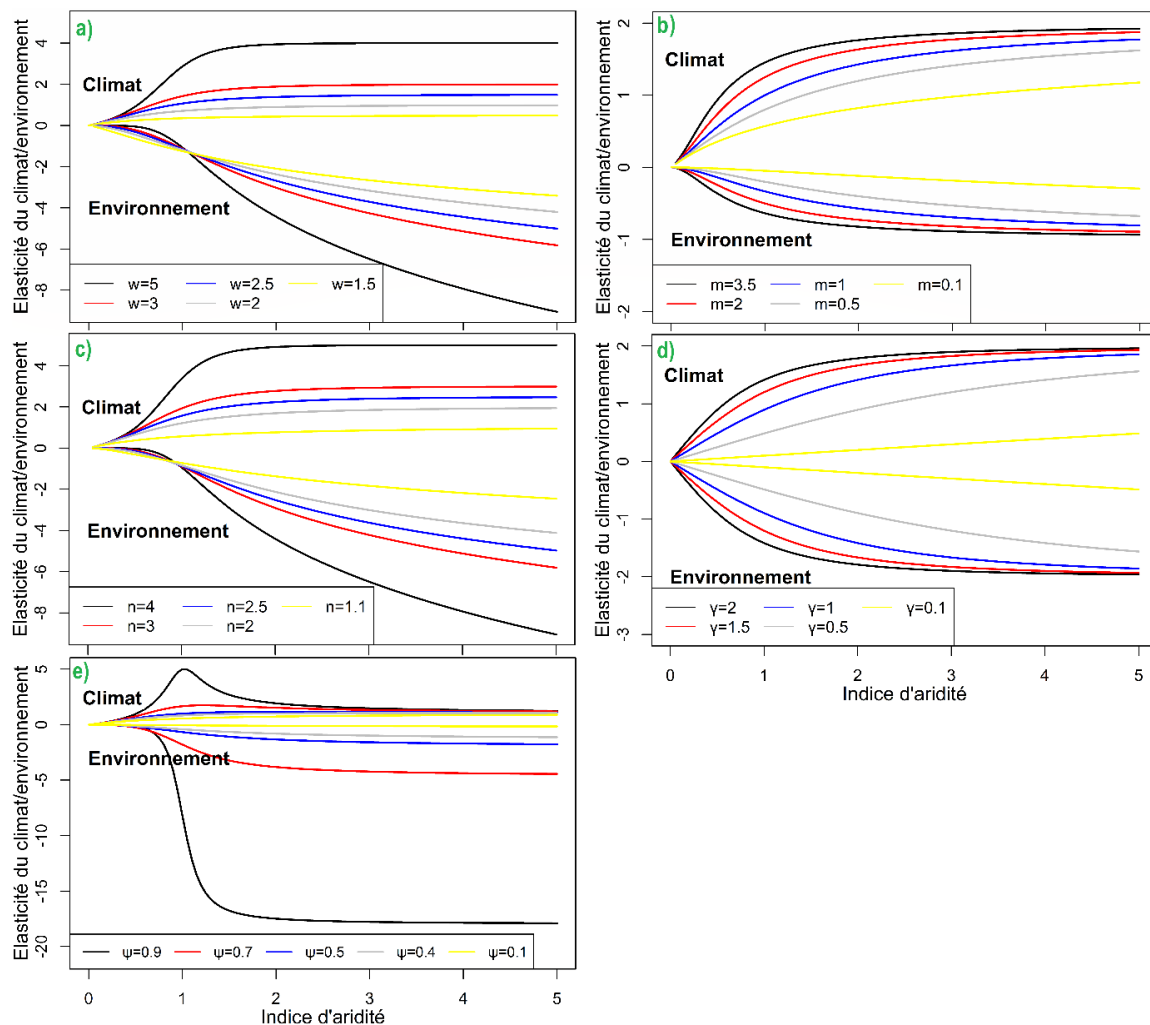 a)
Elasticité du climat/environnement
4
2
0
-2
-4
-6
-8
Climat
Environnement
w=5 w=2.5 w=1.5
w=3 w=2
b)
Elasticité du climat/environnement
2
1
0
-1
-2
Climat
Environnement
m=3.5 m=1 m=0.1
m=2 m=0.5
c)
Elasticité du climat/environnement
4
2
0
-2
-4
-6
-8
Climat
Environnement
n=4 n=2.5 n=1.1
n=3 n=2
d)
Elasticité du climat/environnement
2
1
0
-1
-2
-3
Climat
Environnement
γ=2 γ=1 γ=0.1
γ=1.5 γ=0.5
0 1 2 3 4 5
Indice d'aridité
e)
Elasticité du climat/environnement
5
0
-5
-10
-15
-20
Climat
Environnement
ψ=0.9 ψ=0.7 ψ=0.5 ψ=0.4 ψ=0.1
0 1 2 3 4 5
Indice d'aridité